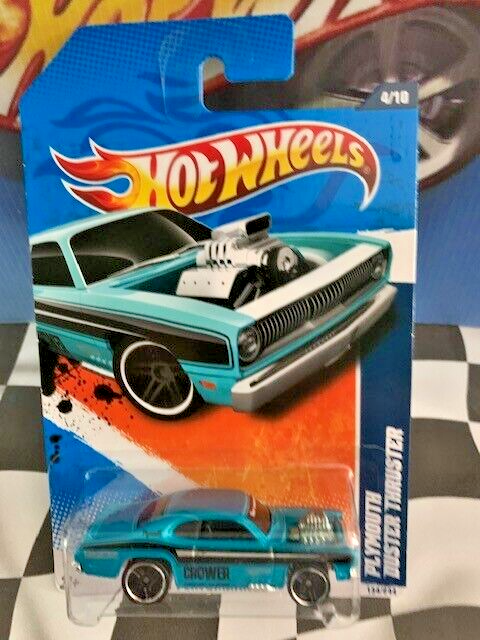 4/10
HOT WHEELS
PLYMOUTH
DUSTER THRUSTER
CROWER